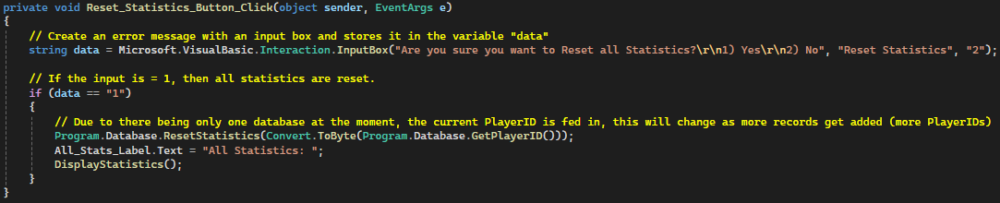 private void Reset_Statistics_Button_Click(object sender, EventArgs e)
{
// Create an error message with an input box and stores it in the variable "data"
string data = Microsoft.VisualBasic.Interaction.InputBox("Are you sure you want to Reset all Statistics?\r\n1) Yes\r\n2) No", "Reset Statistics", "2");
// If the input is = 1, then all statistics are reset.
if (data == "1")
{
// Due to there being only one database at the moment, the current PlayerID is fed in, this will change as more records get added (more PlayerIDs)
Program.Database.ResetStatistics(Convert.ToByte(Program.Database.GetPlayerID()));
All_Stats_Label.Text = "All Statistics: ";
DisplayStatistics();
}
}